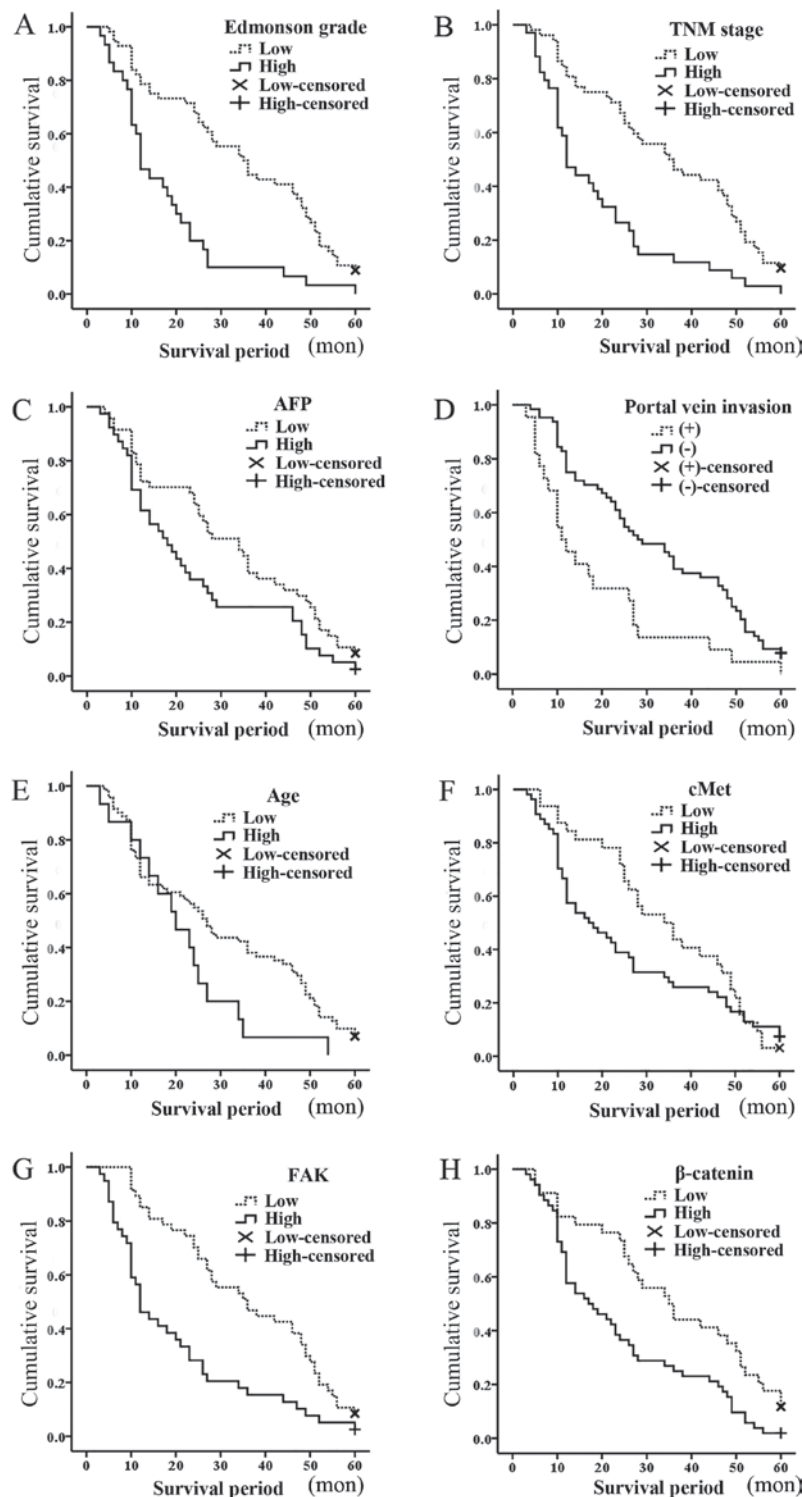 A
Edmonson grade
Low
High
Low-censored
High-censored
Cumulative survival
1.0
0.8
0.6
0.4
0.2
0.0
0 10 20 30 40 50 60
Survival period (mon)
B
TNM stage
Low
High
Low-censored
High-censored
Cumulative survival
1.0
0.8
0.6
0.4
0.2
0.0
0 10 20 30 40 50 60
Survival period (mon)
C
AFP
Low
High
Low-censored
High-censored
Cumulative survival
1.0
0.8
0.6
0.4
0.2
0.0
0 10 20 30 40 50 60
Survival period (mon)
D
Portal vein invasion
(+)
(-)
(+)-censored
(-)-censored
Cumulative survival
1.0
0.8
0.6
0.4
0.2
0.0
0 10 20 30 40 50 60
Survival period (mon)
E
Age
Low
High
Low-censored
High-censored
Cumulative survival
1.0
0.8
0.6
0.4
0.2
0.0
0 10 20 30 40 50 60
Survival period (mon)
F
cMet
Low
High
Low-censored
High-censored
Cumulative survival
1.0
0.8
0.6
0.4
0.2
0.0
0 10 20 30 40 50 60
Survival period (mon)
G
FAK
Low
High
Low-censored
High-censored
Cumulative survival
1.0
0.8
0.6
0.4
0.2
0.0
0 10 20 30 40 50 60
Survival period (mon)
H
β-catenin
Low
High
Low-censored
High-censored
Cumulative survival
1.0
0.8
0.6
0.4
0.2
0.0
0 10 20 30 40 50 60
Survival period (mon)